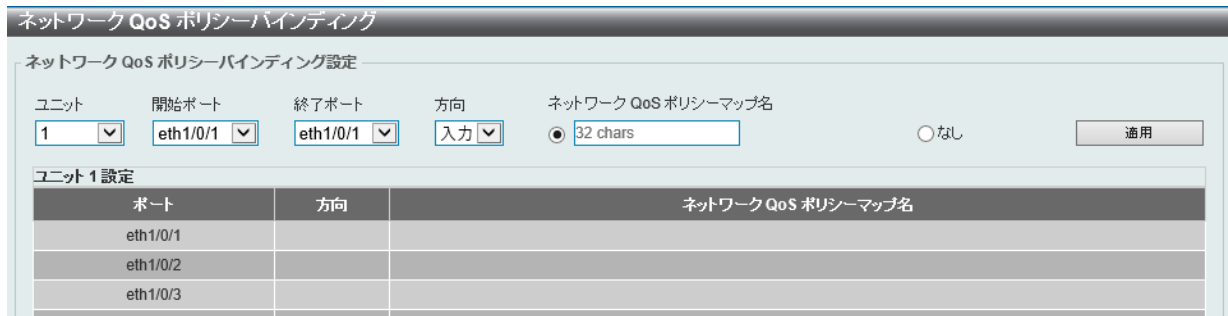 ネットワーク QoS ポリシーバインディング
ネットワーク QoS ポリシーバインディング設定
ユニット 開始ポート 終了ポート 方向 ネットワーク QoS ポリシーマップ名
1 eth1/0/1 eth1/0/1 入力 32 chars なし 適用
ユニット 1 設定
ポート 方向 ネットワーク QoS ポリシーマップ名
eth1/0/1
eth1/0/2
eth1/0/3